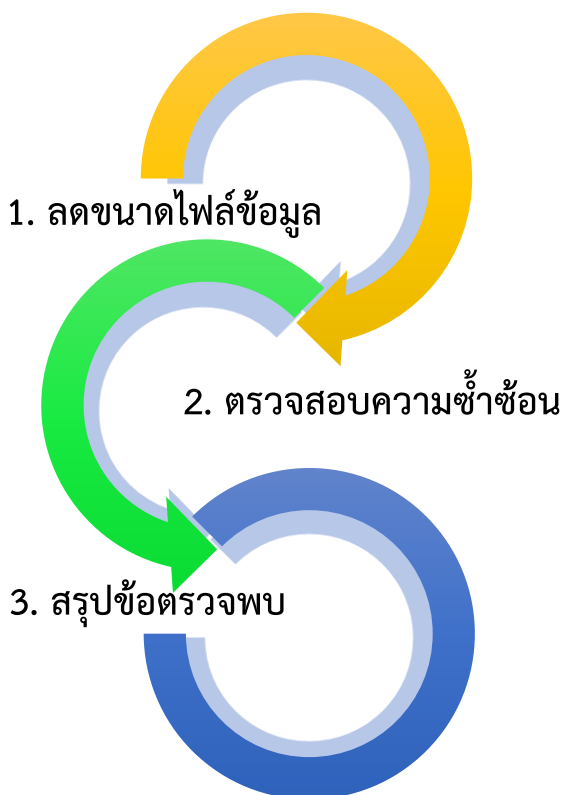 1. ลดขนาดไฟล์ข้อมูล
2. ตรวจสอบความซ้ำซ้อน
3. สรุปข้อตรวจพบ